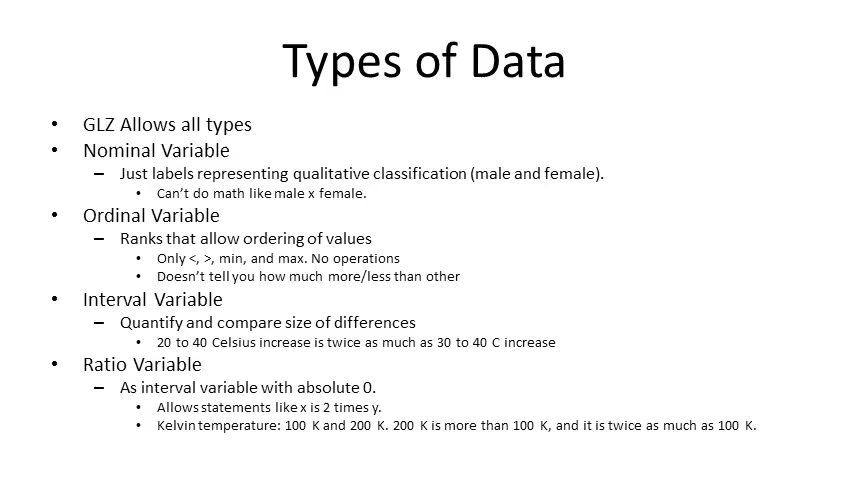 Types of Data
• GLZ Allows all types
• Nominal Variable
– Just labels representing qualitative classification (male and female).
• Can't do math like male x female.
• Ordinal Variable
– Ranks that allow ordering of values
• Only <, >, min, and max. No operations
• Doesn't tell you how much more/less than other
• Interval Variable
– Quantify and compare size of differences
• 20 to 40 Celsius increase is twice as much as 30 to 40 C increase
• Ratio Variable
– As interval variable with absolute 0.
• Allows statements like x is 2 times y.
• Kelvin temperature: 100 K and 200 K. 200 K is more than 100 K, and it is twice as much as 100 K.